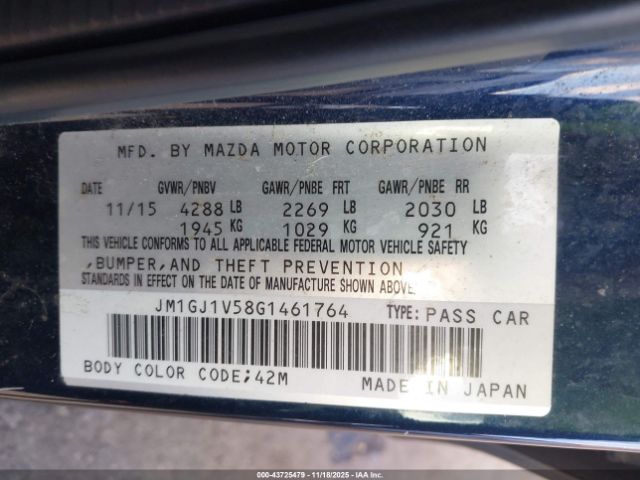 MFD. BY MAZDA MOTOR CORPORATION
DATE GVWR/PNBV GAWR/PNBE FRT GAWR/PNBE RR
11/15 4288 LB 2269 LB 2030 LB
1945 KG 1029 KG 921 KG
THIS VEHICLE CONFORMS TO ALL APPLICABLE FEDERAL MOTOR VEHICLE SAFETY
,BUMPER,AND THEFT PREVENTION
STANDARDS IN EFFECT ON THE DATE OF MANUFACTURE SHOWN ABOVE.
JM1GJ1V58G1461764 TYPE: PASS CAR
BODY COLOR CODE;42M MADE IN JAPAN
000-43725479 | 11/18/2025 - IAAI.COM